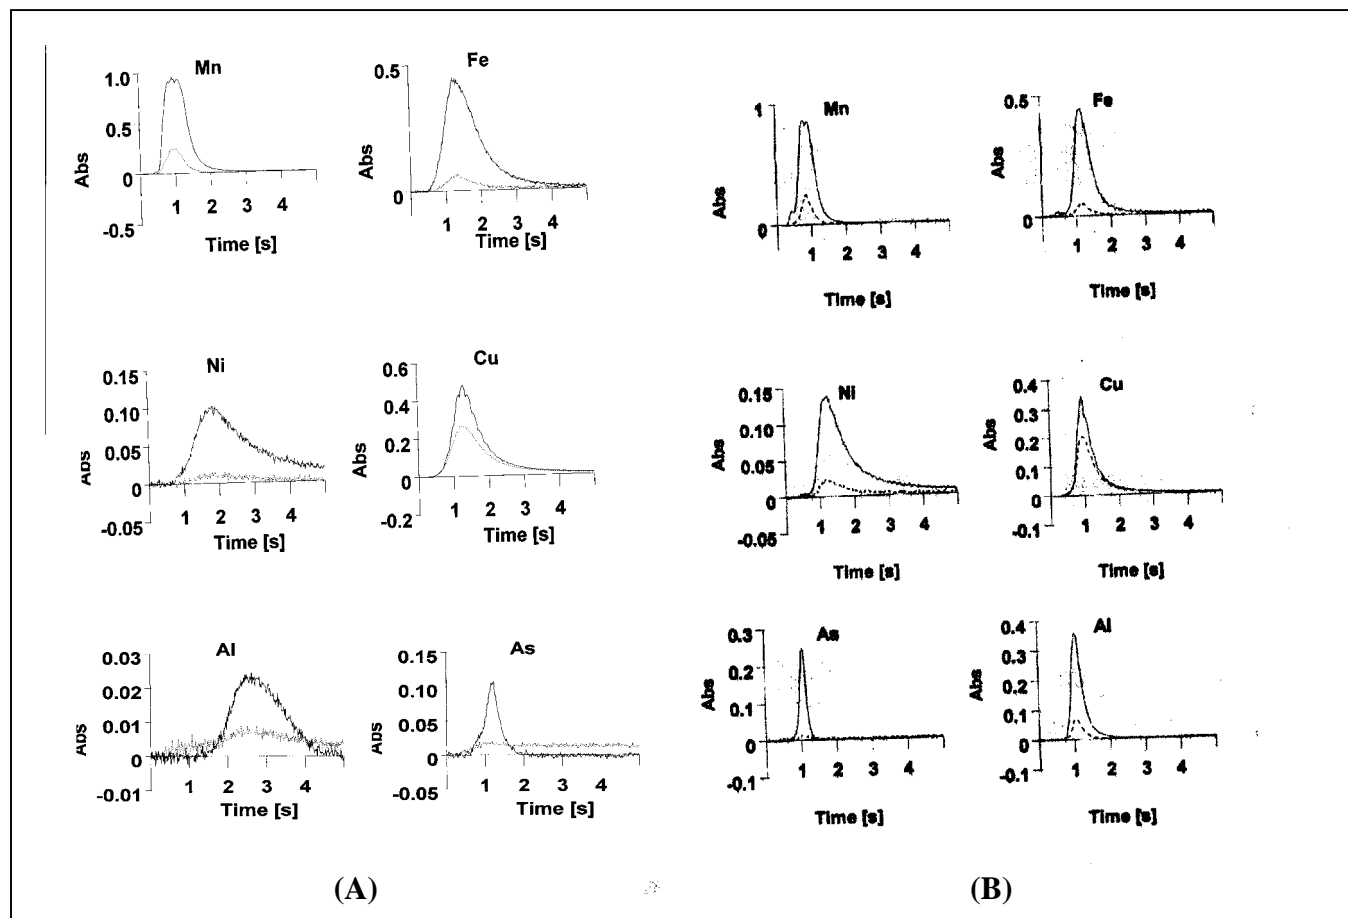 Mn
1.0
0.5
0
-0.5
Abs
1 2 3 4
Time [s]
Fe
0.5
0
Abs
1 2 3 4
Time [s]
Ni
0.15
0.10
0.05
0
-0.05
Abs
1 2 3 4
Time [s]
Cu
0.6
0.4
0.2
0
-0.2
Abs
1 2 3 4
Time [s]
Al
0.03
0.02
0.01
0
-0.01
Abs
1 2 3 4
Time [s]
As
0.15
0.10
0.05
0
-0.05
Abs
1 2 3 4
Time [s]
(A)
Mn
1
0
Abs
1 2 3 4
Time [s]
Fe
0.5
0
Abs
1 2 3 4
Time [s]
Ni
0.15
0.10
0.05
0
-0.05
Abs
1 2 3 4
Time [s]
Cu
0.4
0.3
0.2
0.1
0
-0.1
Abs
1 2 3 4
Time [s]
As
0.3
0.2
0.1
0
-0.1
Abs
1 2 3 4
Time [s]
Al
0.4
0.3
0.2
0.1
0
-0.1
Abs
1 2 3 4
Time [s]
(B)